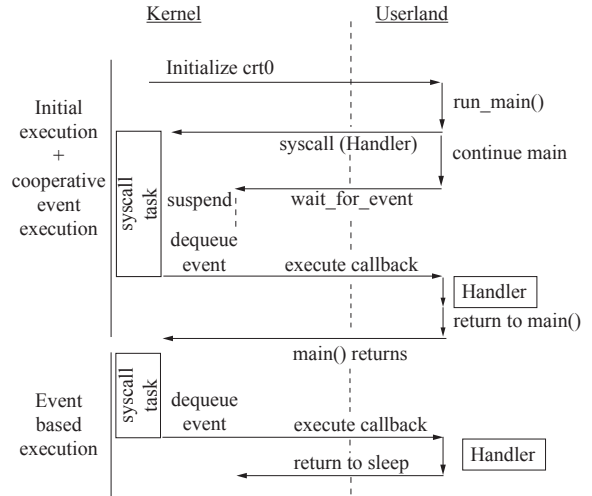 Kernel
Userland
Initialize crt0
run_main()
Initial
execution
+
cooperative
event
execution
syscall
task
syscall (Handler)
continue main
suspend
wait_for_event
dequeue
event
execute callback
Handler
return to main()
main() returns
Event
based
execution
syscall
task
dequeue
event
execute callback
Handler
return to sleep